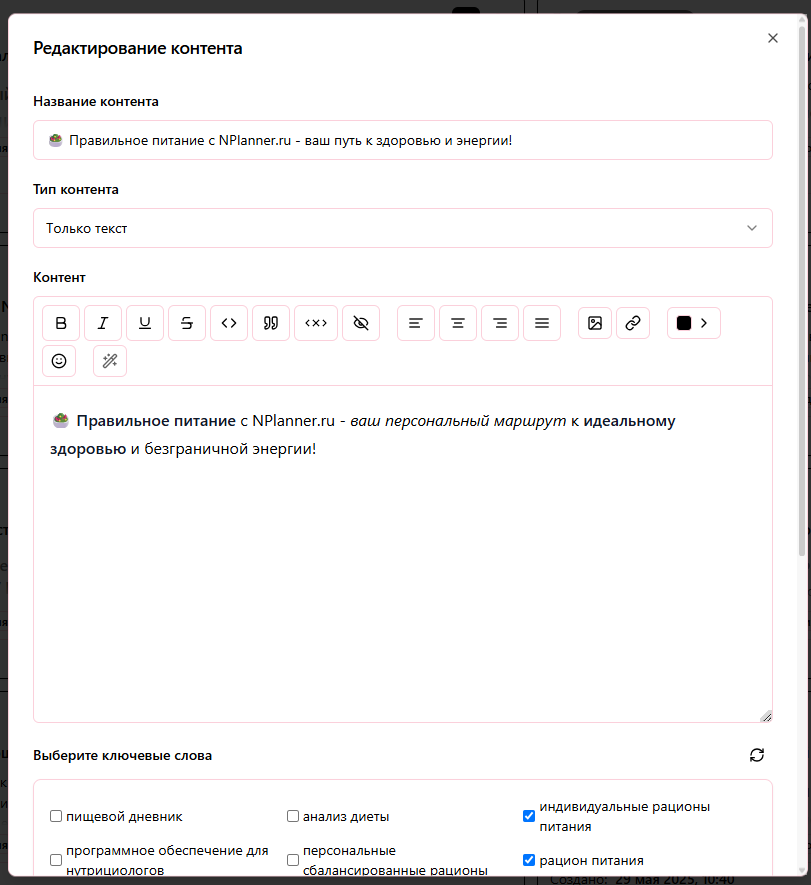 Редактирование контента
Название контента
🥗 Правильное питание с NPlanner.ru - ваш путь к здоровью и энергии!
Тип контента
Только текст
Контент
B I U S
🥗 Правильное питание с NPlanner.ru - ваш персональный маршрут к идеальному
здоровью и безграничной энергии!
Выберите ключевые слова
пищевой дневник
анализ диеты
индивидуальные рационы
питания
программное обеспечение для
нутрициологов
персональные
сбалансированные рационы
рацион питания
Создано: 29 мая 2025, 10:40